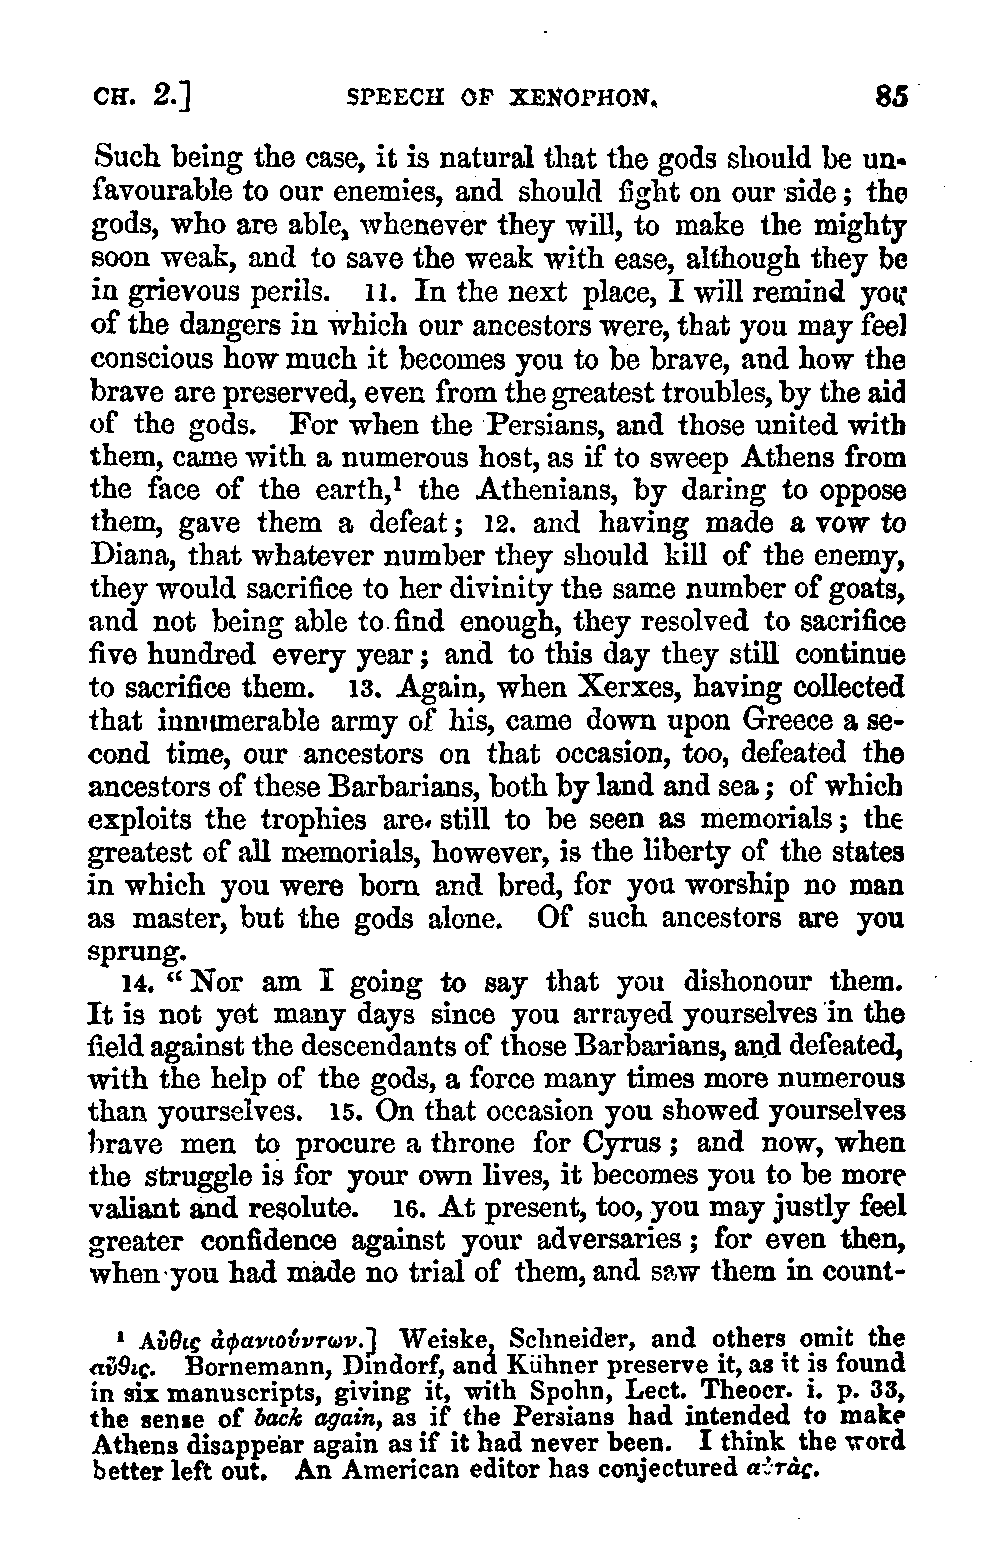 CH. 2.] SPEECH OF XENOPHON. 85
Such being the case, it is natural that the gods should be un-
favourable to our enemies, and should fight on our side; the
gods, who are able, whenever they will, to make the mighty
soon weak, and to save the weak with ease, although they be
in grievous perils. 11. In the next place, I will remind you
of the dangers in which our ancestors were, that you may feel
conscious how much it becomes you to be brave, and how the
brave are preserved, even from the greatest troubles, by the aid
of the gods. For when the Persians, and those united with
them, came with a numerous host, as if to sweep Athens from
the face of the earth,¹ the Athenians, by daring to oppose
them, gave them a defeat; 12. and having made a vow to
Diana, that whatever number they should kill of the enemy,
they would sacrifice to her divinity the same number of goats,
and not being able to find enough, they resolved to sacrifice
five hundred every year; and to this day they still continue
to sacrifice them. 13. Again, when Xerxes, having collected
that innumerable army of his, came down upon Greece a se-
cond time, our ancestors on that occasion, too, defeated the
ancestors of these Barbarians, both by land and sea; of which
exploits the trophies are still to be seen as memorials; the
greatest of all memorials, however, is the liberty of the states
in which you were born and bred, for you worship no man
as master, but the gods alone. Of such ancestors are you
sprung.
14. “Nor am I going to say that you dishonour them.
It is not yet many days since you arrayed yourselves in the
field against the descendants of those Barbarians, and defeated,
with the help of the gods, a force many times more numerous
than yourselves. 15. On that occasion you showed yourselves
brave men to procure a throne for Cyrus; and now, when
the struggle is for your own lives, it becomes you to be more
valiant and resolute. 16. At present, too, you may justly feel
greater confidence against your adversaries; for even then,
when you had made no trial of them, and saw them in count-
¹ Αὖθις ἀφανιούντων.] Weiske, Schneider, and others omit the
αὖθις. Bornemann, Dindorf, and Kühner preserve it, as it is found
in six manuscripts, giving it, with Spohn, Lect. Theocr. i. p. 33,
the sense of back again, as if the Persians had intended to make
Athens disappear again as if it had never been. I think the word
better left out. An American editor has conjectured αὐτὰς.